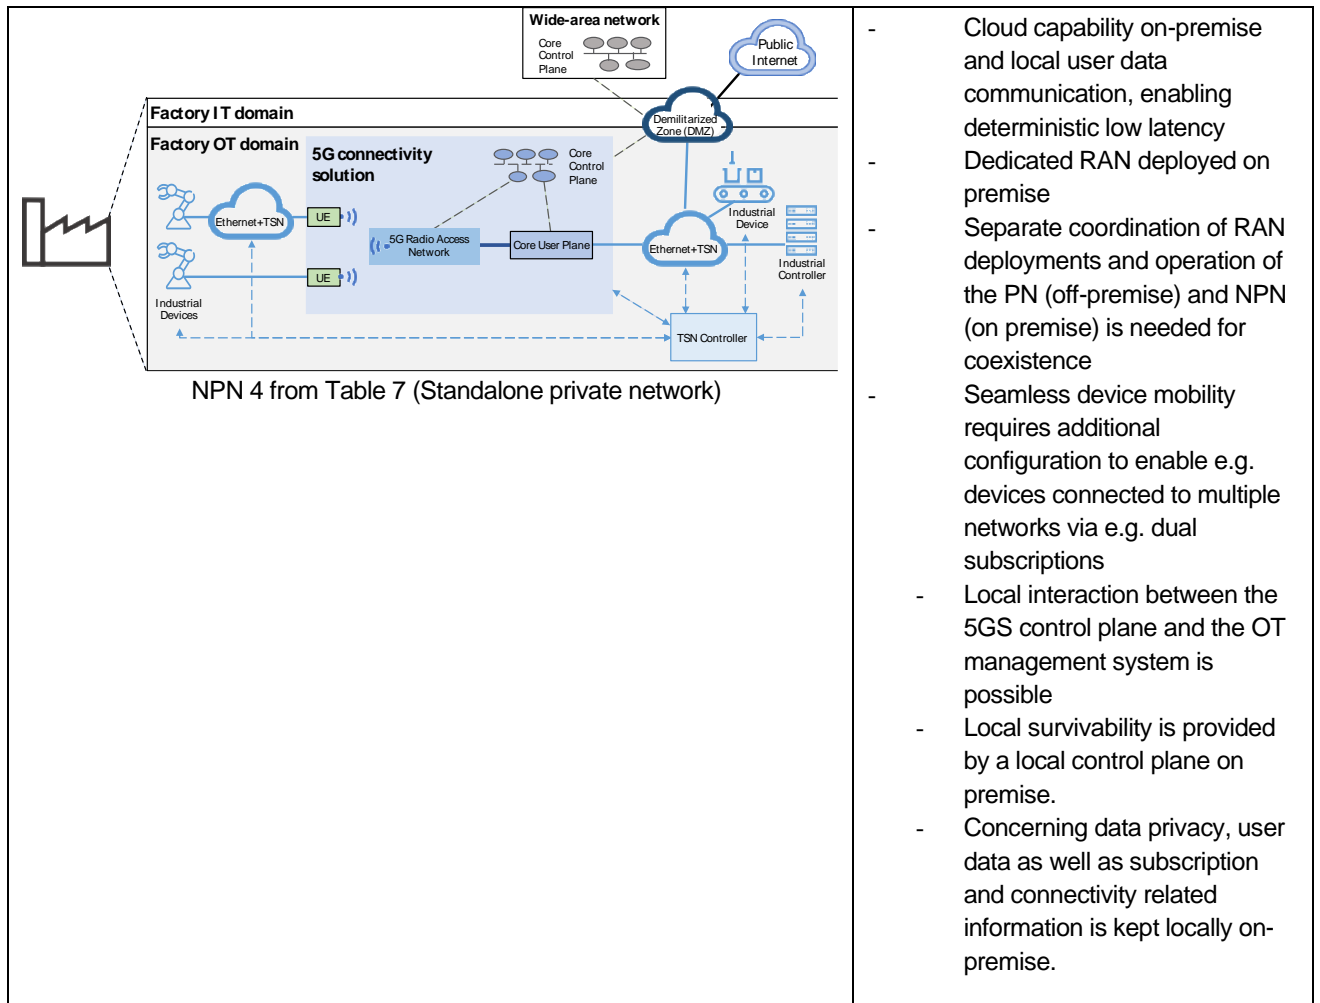 Wide-area network
Core
Control
Plane
Public
Internet
Factory IT domain
Demilitarized
Zone (DMZ)
Factory OT domain
5G connectivity
solution
Core
Control
Plane
Ethernet+TSN
UE
5G Radio Access
Network
Core User Plane
Ethernet+TSN
Industrial
Device
Industrial
Controller
UE
Industrial
Devices
TSN Controller
NPN 4 from Table 7 (Standalone private network)
- Cloud capability on-premise
and local user data
communication, enabling
deterministic low latency
- Dedicated RAN deployed on
premise
- Separate coordination of RAN
deployments and operation of
the PN (off-premise) and NPN
(on premise) is needed for
coexistence
- Seamless device mobility
requires additional
configuration to enable e.g.
devices connected to multiple
networks via e.g. dual
subscriptions
- Local interaction between the
5GS control plane and the OT
management system is
possible
- Local survivability is provided
by a local control plane on
premise.
- Concerning data privacy, user
data as well as subscription
and connectivity related
information is kept locally on-
premise.